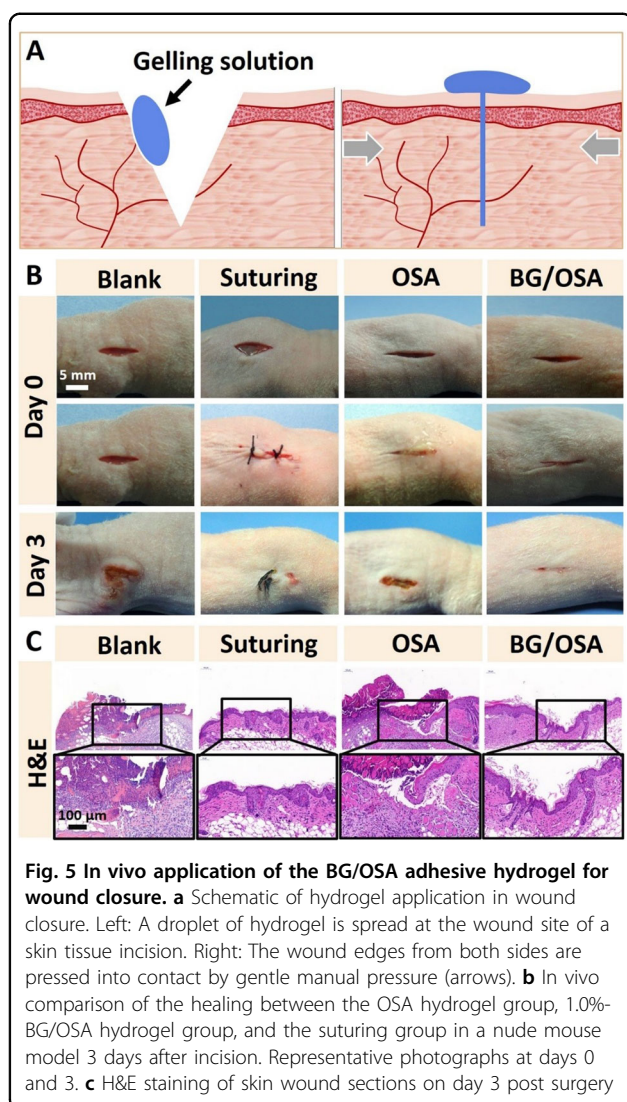 A
Gelling solution
B
Blank Suturing OSA BG/OSA
Day 0
5 mm
Day 3
C
Blank Suturing OSA BG/OSA
H&E
100 µm
Fig. 5 In vivo application of the BG/OSA adhesive hydrogel for
wound closure. a Schematic of hydrogel application in wound
closure. Left: A droplet of hydrogel is spread at the wound site of a
skin tissue incision. Right: The wound edges from both sides are
pressed into contact by gentle manual pressure (arrows). b In vivo
comparison of the healing between the OSA hydrogel group, 1.0%-
BG/OSA hydrogel group, and the suturing group in a nude mouse
model 3 days after incision. Representative photographs at days 0
and 3. c H&E staining of skin wound sections on day 3 post surgery